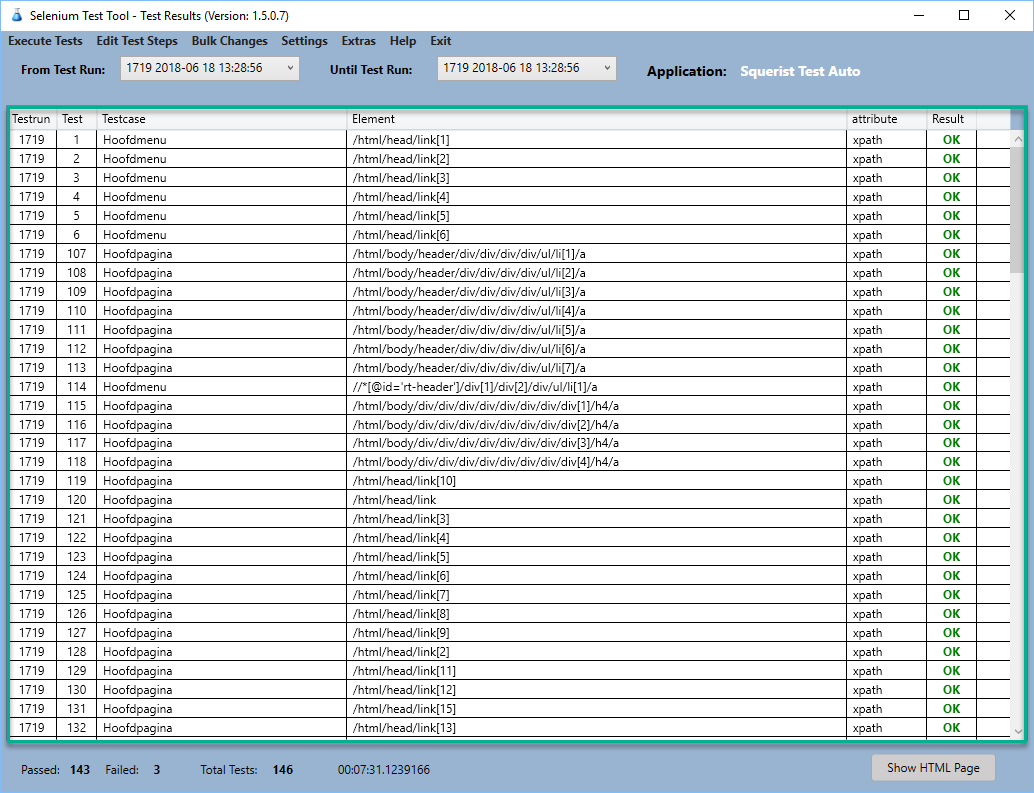 Selenium Test Tool - Test Results (Version: 1.5.0.7)
Execute Tests Edit Test Steps Bulk Changes Settings Extras Help Exit
From Test Run: 1719 2018-06 18 13:28:56 Until Test Run: 1719 2018-06 18 13:28:56 Application: Squerist Test Auto
Testrun Test Testcase Element attribute Result
1719 1 Hoofdmenu /html/head/link[1] xpath OK
1719 2 Hoofdmenu /html/head/link[2] xpath OK
1719 3 Hoofdmenu /html/head/link[3] xpath OK
1719 4 Hoofdmenu /html/head/link[4] xpath OK
1719 5 Hoofdmenu /html/head/link[5] xpath OK
1719 6 Hoofdmenu /html/head/link[6] xpath OK
1719 107 Hoofdpagina /html/body/header/div/div/div/div/ul/li[1]/a xpath OK
1719 108 Hoofdpagina /html/body/header/div/div/div/div/ul/li[2]/a xpath OK
1719 109 Hoofdpagina /html/body/header/div/div/div/div/ul/li[3]/a xpath OK
1719 110 Hoofdpagina /html/body/header/div/div/div/div/ul/li[4]/a xpath OK
1719 111 Hoofdpagina /html/body/header/div/div/div/div/ul/li[5]/a xpath OK
1719 112 Hoofdpagina /html/body/header/div/div/div/div/ul/li[6]/a xpath OK
1719 113 Hoofdpagina /html/body/header/div/div/div/div/ul/li[7]/a xpath OK
1719 114 Hoofdmenu //*[@id='rt-header']/div[1]/div[2]/div/ul/li[1]/a xpath OK
1719 115 Hoofdpagina /html/body/div/div/div/div/div/div/div/div[1]/h4/a xpath OK
1719 116 Hoofdpagina /html/body/div/div/div/div/div/div/div/div[2]/h4/a xpath OK
1719 117 Hoofdpagina /html/body/div/div/div/div/div/div/div/div[3]/h4/a xpath OK
1719 118 Hoofdpagina /html/body/div/div/div/div/div/div/div/div[4]/h4/a xpath OK
1719 119 Hoofdpagina /html/head/link[10] xpath OK
1719 120 Hoofdpagina /html/head/link xpath OK
1719 121 Hoofdpagina /html/head/link[3] xpath OK
1719 122 Hoofdpagina /html/head/link[4] xpath OK
1719 123 Hoofdpagina /html/head/link[5] xpath OK
1719 124 Hoofdpagina /html/head/link[6] xpath OK
1719 125 Hoofdpagina /html/head/link[7] xpath OK
1719 126 Hoofdpagina /html/head/link[8] xpath OK
1719 127 Hoofdpagina /html/head/link[9] xpath OK
1719 128 Hoofdpagina /html/head/link[2] xpath OK
1719 129 Hoofdpagina /html/head/link[11] xpath OK
1719 130 Hoofdpagina /html/head/link[12] xpath OK
1719 131 Hoofdpagina /html/head/link[15] xpath OK
1719 132 Hoofdpagina /html/head/link[13] xpath OK
Passed: 143 Failed: 3 Total Tests: 146 00:07:31.1239166 Show HTML Page